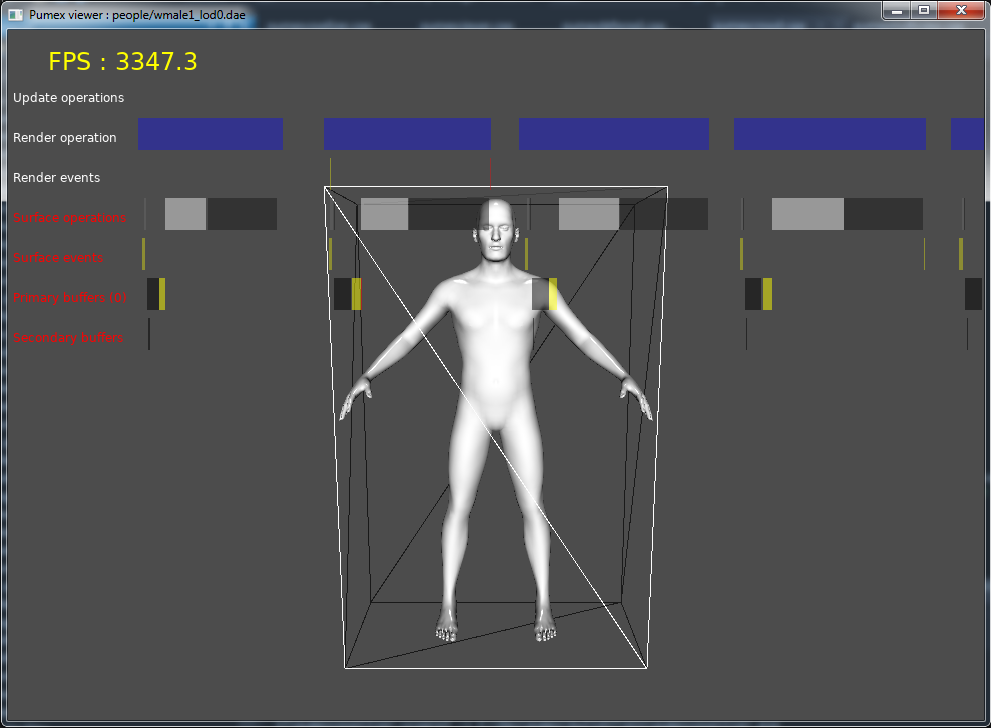 Pumex viewer : people/wmale1_lod0.dae
FPS : 3347.3
Update operations
Render operation
Render events
Surface operations
Surface events
Primary buffers (0)
Secondary buffers